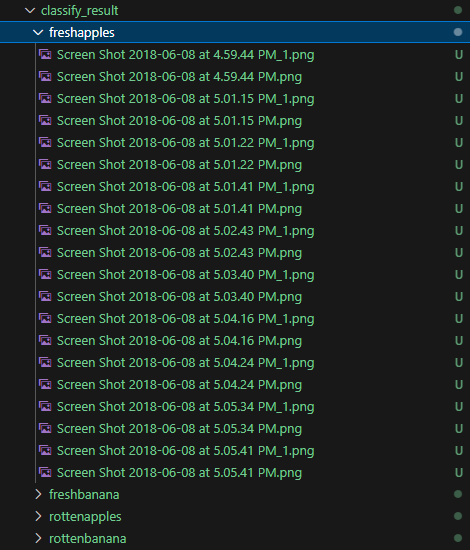 classify_result
freshapples
Screen Shot 2018-06-08 at 4.59.44 PM_1.png U
Screen Shot 2018-06-08 at 4.59.44 PM.png U
Screen Shot 2018-06-08 at 5.01.15 PM_1.png U
Screen Shot 2018-06-08 at 5.01.15 PM.png U
Screen Shot 2018-06-08 at 5.01.22 PM_1.png U
Screen Shot 2018-06-08 at 5.01.22 PM.png U
Screen Shot 2018-06-08 at 5.01.41 PM_1.png U
Screen Shot 2018-06-08 at 5.01.41 PM.png U
Screen Shot 2018-06-08 at 5.02.43 PM_1.png U
Screen Shot 2018-06-08 at 5.02.43 PM.png U
Screen Shot 2018-06-08 at 5.03.40 PM_1.png U
Screen Shot 2018-06-08 at 5.03.40 PM.png U
Screen Shot 2018-06-08 at 5.04.16 PM_1.png U
Screen Shot 2018-06-08 at 5.04.16 PM.png U
Screen Shot 2018-06-08 at 5.04.24 PM_1.png U
Screen Shot 2018-06-08 at 5.04.24 PM.png U
Screen Shot 2018-06-08 at 5.05.34 PM_1.png U
Screen Shot 2018-06-08 at 5.05.34 PM.png U
Screen Shot 2018-06-08 at 5.05.41 PM_1.png U
Screen Shot 2018-06-08 at 5.05.41 PM.png U
freshbanana
rottenapples
rottenbanana